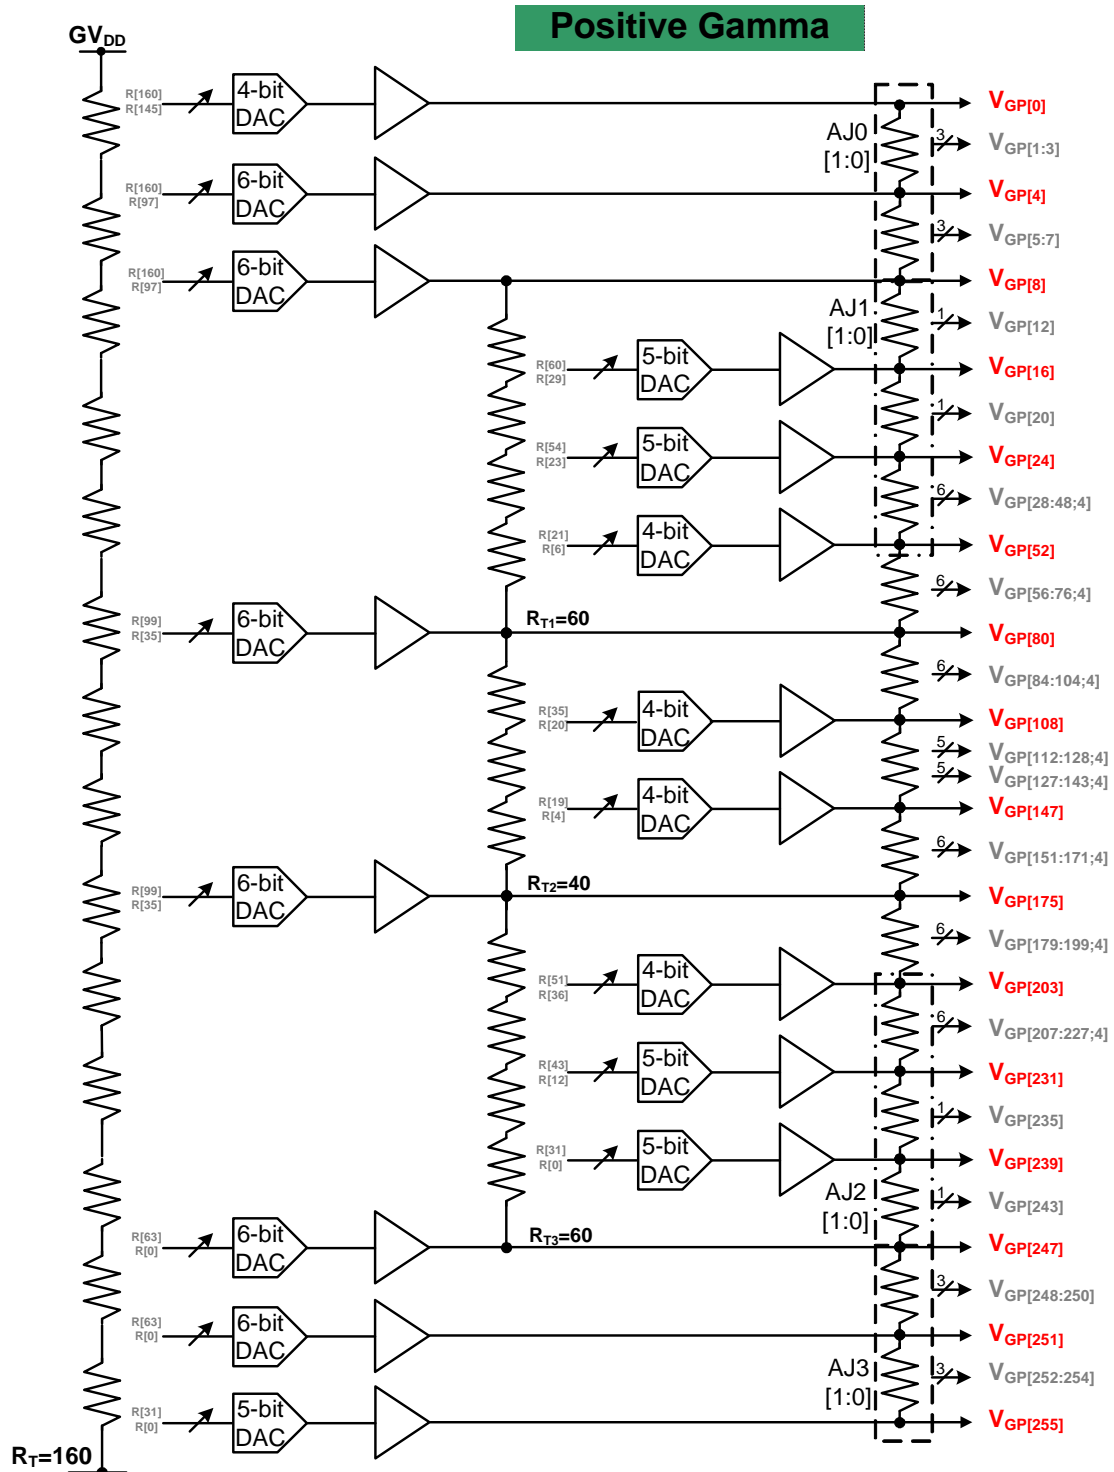 Positive Gamma
GVDD
R[160]
R[145]
4-bit
DAC
VGP[0]
AJ0
[1:0]
3
VGP[1:3]
R[160]
R[97]
6-bit
DAC
VGP[4]
3
VGP[5:7]
R[160]
R[97]
6-bit
DAC
VGP[8]
AJ1
[1:0]
1
VGP[12]
R[60]
R[29]
5-bit
DAC
VGP[16]
1
VGP[20]
R[54]
R[23]
5-bit
DAC
VGP[24]
6
VGP[28:48;4]
R[21]
R[6]
4-bit
DAC
VGP[52]
6
VGP[56:76;4]
R[99]
R[35]
6-bit
DAC
RT1=60
VGP[80]
6
VGP[84:104;4]
R[35]
R[20]
4-bit
DAC
VGP[108]
5
VGP[112:128;4]
5
VGP[127:143;4]
R[19]
R[4]
4-bit
DAC
VGP[147]
6
VGP[151:171;4]
R[99]
R[35]
6-bit
DAC
RT2=40
VGP[175]
6
VGP[179:199;4]
R[51]
R[36]
4-bit
DAC
VGP[203]
6
VGP[207:227;4]
R[43]
R[12]
5-bit
DAC
VGP[231]
1
VGP[235]
R[31]
R[0]
5-bit
DAC
VGP[239]
AJ2
[1:0]
1
VGP[243]
R[63]
R[0]
6-bit
DAC
RT3=60
VGP[247]
3
VGP[248:250]
R[63]
R[0]
6-bit
DAC
VGP[251]
AJ3
[1:0]
3
VGP[252:254]
R[31]
R[0]
5-bit
DAC
VGP[255]
RT=160